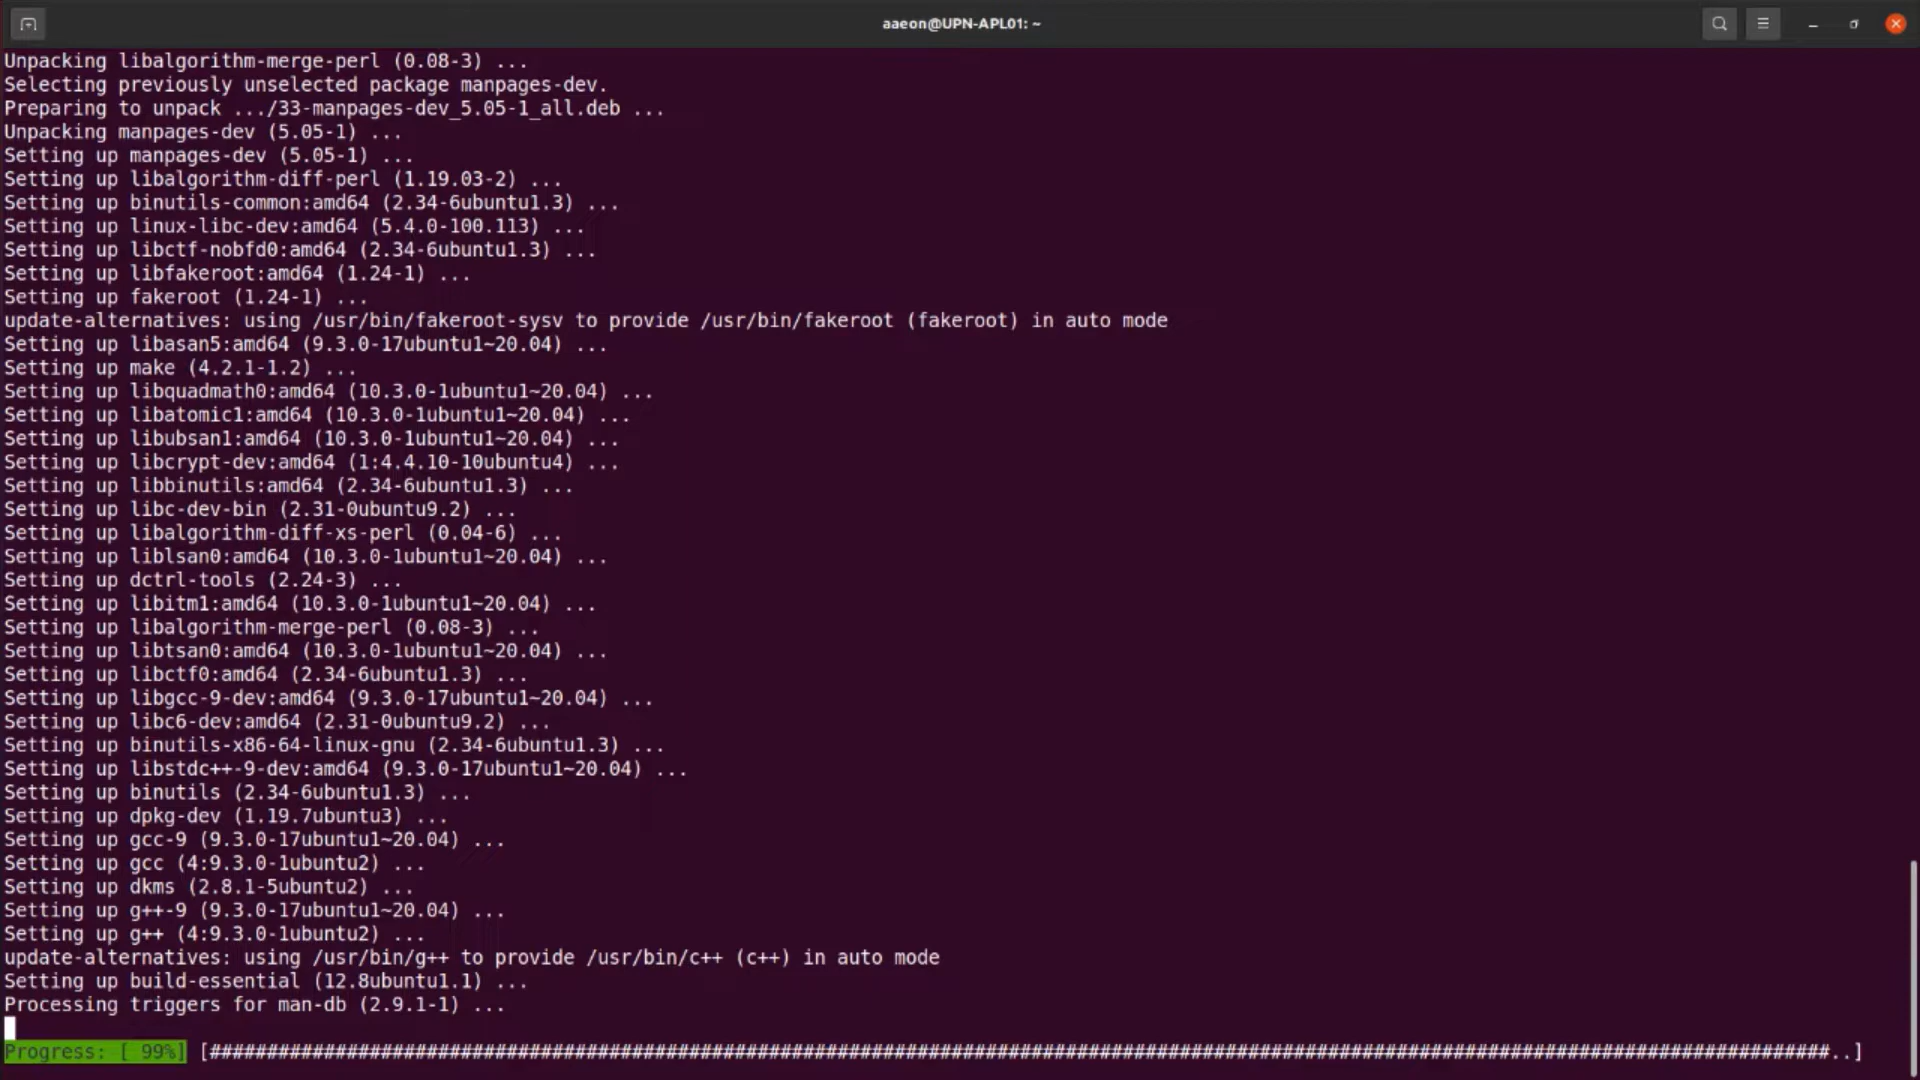 aaeon@UPN-APL01: ~
Unpacking libalgorithm-merge-perl (0.08-3) ...
Selecting previously unselected package manpages-dev.
Preparing to unpack .../33-manpages-dev_5.05-1_all.deb ...
Unpacking manpages-dev (5.05-1) ...
Setting up manpages-dev (5.05-1) ...
Setting up libalgorithm-diff-perl (1.19.03-2) ...
Setting up binutils-common:amd64 (2.34-6ubuntu1.3) ...
Setting up linux-libc-dev:amd64 (5.4.0-100.113) ...
Setting up libctf-nobfd0:amd64 (2.34-6ubuntu1.3) ...
Setting up libfakeroot:amd64 (1.24-1) ...
Setting up fakeroot (1.24-1) ...
update-alternatives: using /usr/bin/fakeroot-sysv to provide /usr/bin/fakeroot (fakeroot) in auto mode
Setting up libasan5:amd64 (9.3.0-17ubuntu1~20.04) ...
Setting up make (4.2.1-1.2) ...
Setting up libquadmath0:amd64 (10.3.0-1ubuntu1~20.04) ...
Setting up libatomic1:amd64 (10.3.0-1ubuntu1~20.04) ...
Setting up libubsan1:amd64 (10.3.0-1ubuntu1~20.04) ...
Setting up libcrypt-dev:amd64 (1:4.4.10-10ubuntu4) ...
Setting up libbinutils:amd64 (2.34-6ubuntu1.3) ...
Setting up libc-dev-bin (2.31-0ubuntu9.2) ...
Setting up libalgorithm-diff-xs-perl (0.04-6) ...
Setting up liblsan0:amd64 (10.3.0-1ubuntu1~20.04) ...
Setting up dctrl-tools (2.24-3) ...
Setting up libitm1:amd64 (10.3.0-1ubuntu1~20.04) ...
Setting up libalgorithm-merge-perl (0.08-3) ...
Setting up libtsan0:amd64 (10.3.0-1ubuntu1~20.04) ...
Setting up libctf0:amd64 (2.34-6ubuntu1.3) ...
Setting up libgcc-9-dev:amd64 (9.3.0-17ubuntu1~20.04) ...
Setting up libc6-dev:amd64 (2.31-0ubuntu9.2) ...
Setting up binutils-x86-64-linux-gnu (2.34-6ubuntu1.3) ...
Setting up libstdc++-9-dev:amd64 (9.3.0-17ubuntu1~20.04) ...
Setting up binutils (2.34-6ubuntu1.3) ...
Setting up dpkg-dev (1.19.7ubuntu3) ...
Setting up gcc-9 (9.3.0-17ubuntu1~20.04) ...
Setting up gcc (4:9.3.0-1ubuntu2) ...
Setting up dkms (2.8.1-5ubuntu2) ...
Setting up g++-9 (9.3.0-17ubuntu1~20.04) ...
Setting up g++ (4:9.3.0-1ubuntu2) ...
update-alternatives: using /usr/bin/g++ to provide /usr/bin/c++ (c++) in auto mode
Setting up build-essential (12.8ubuntu1.1) ...
Processing triggers for man-db (2.9.1-1) ...
Progress: [ 99%] [##############################################################################################################################################..]